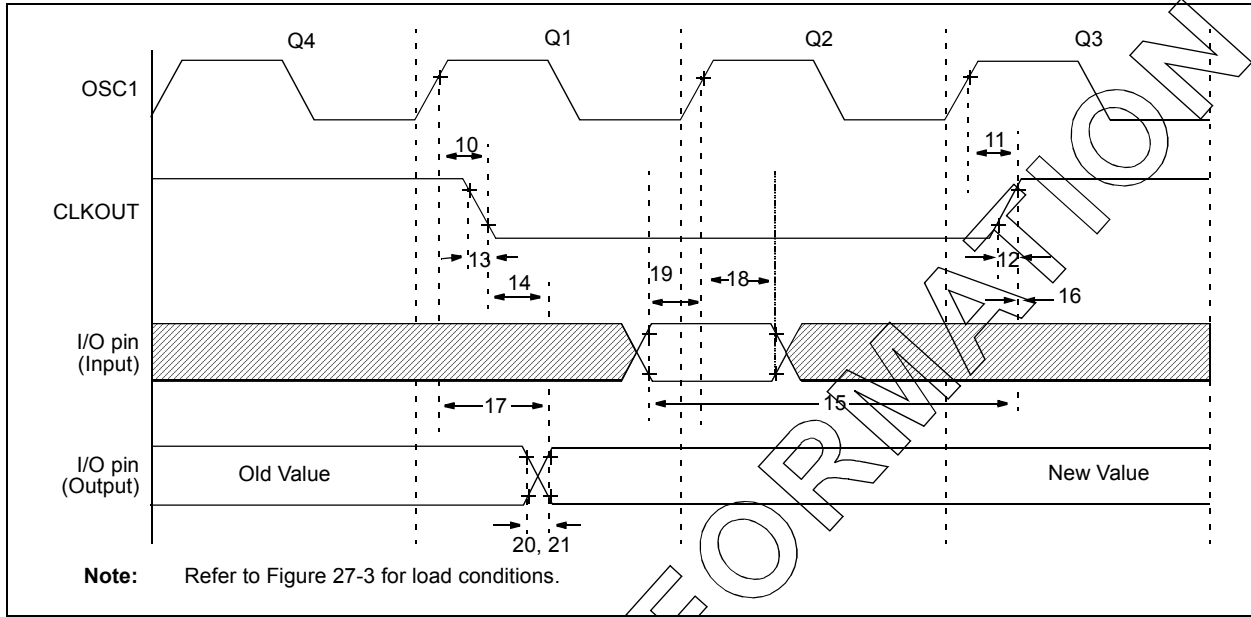 Q4 Q1 Q2 Q3
OSC1
10 11
CLKOUT
13 12
14 19 18 16
I/O pin
(Input)
17 15
I/O pin
(Output)
Old Value New Value
20, 21
Note: Refer to Figure 27-3 for load conditions.
FORMATION